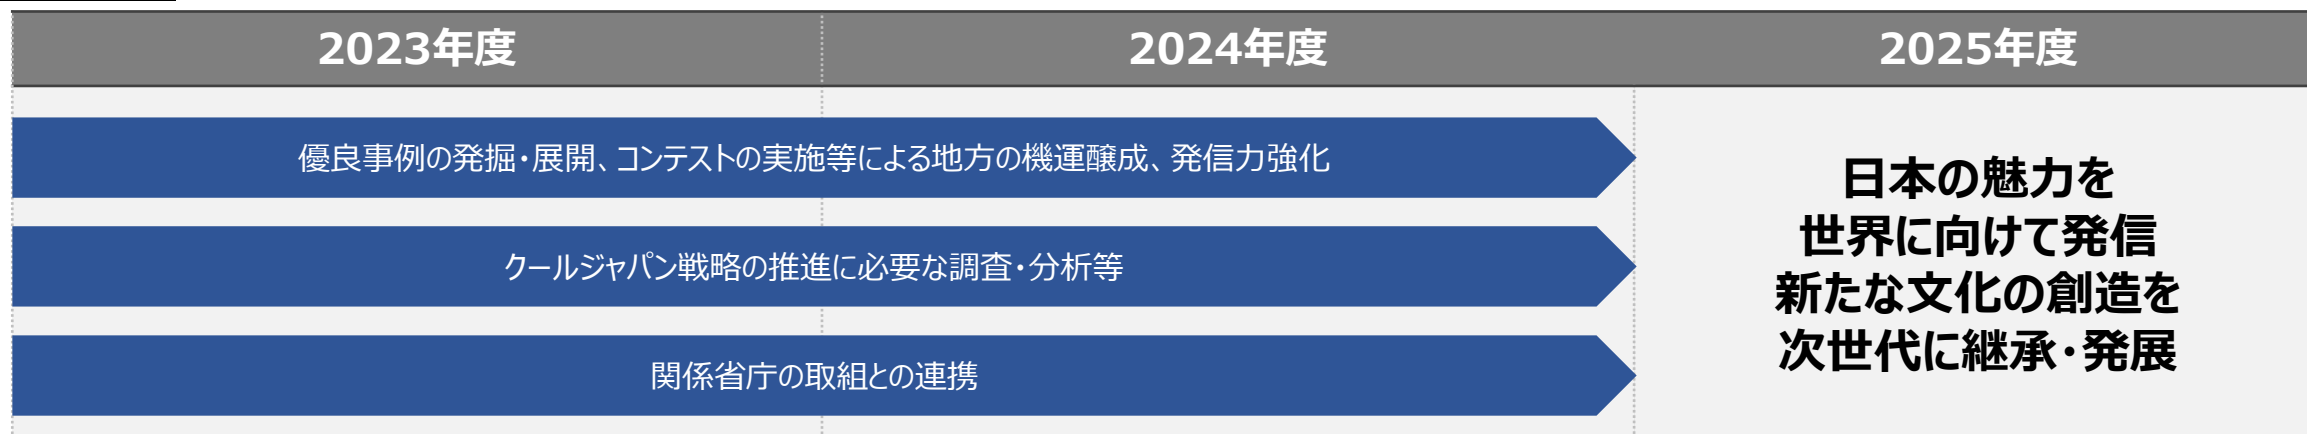 2023年度
2024年度
2025年度
優良事例の発掘・展開、コンテストの実施等による地方の機運醸成、発信力強化
クールジャパン戦略の推進に必要な調査・分析等
関係省庁の取組との連携
日本の魅力を
世界に向けて発信
新たな文化の創造を
次世代に継承・発展